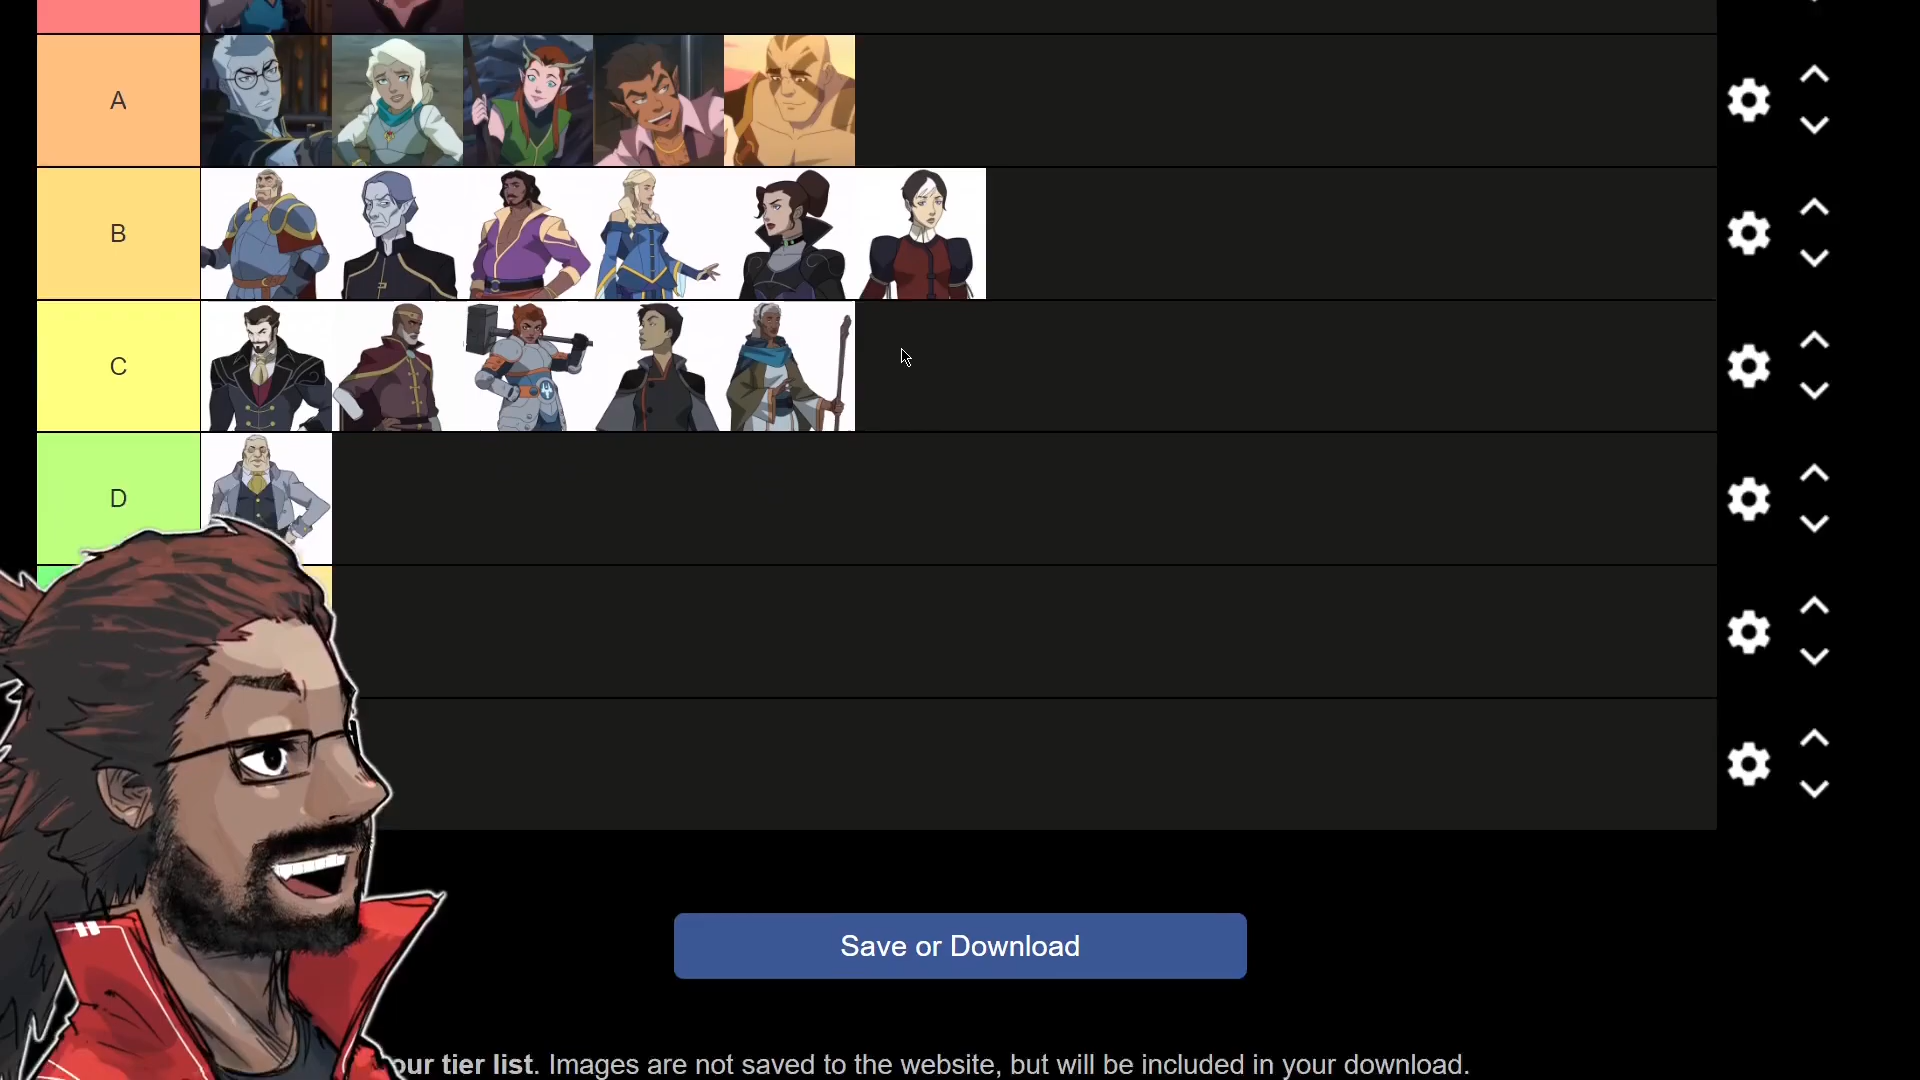 A
B
C
D
Save or Download
our tier list. Images are not saved to the website, but will be included in your download.